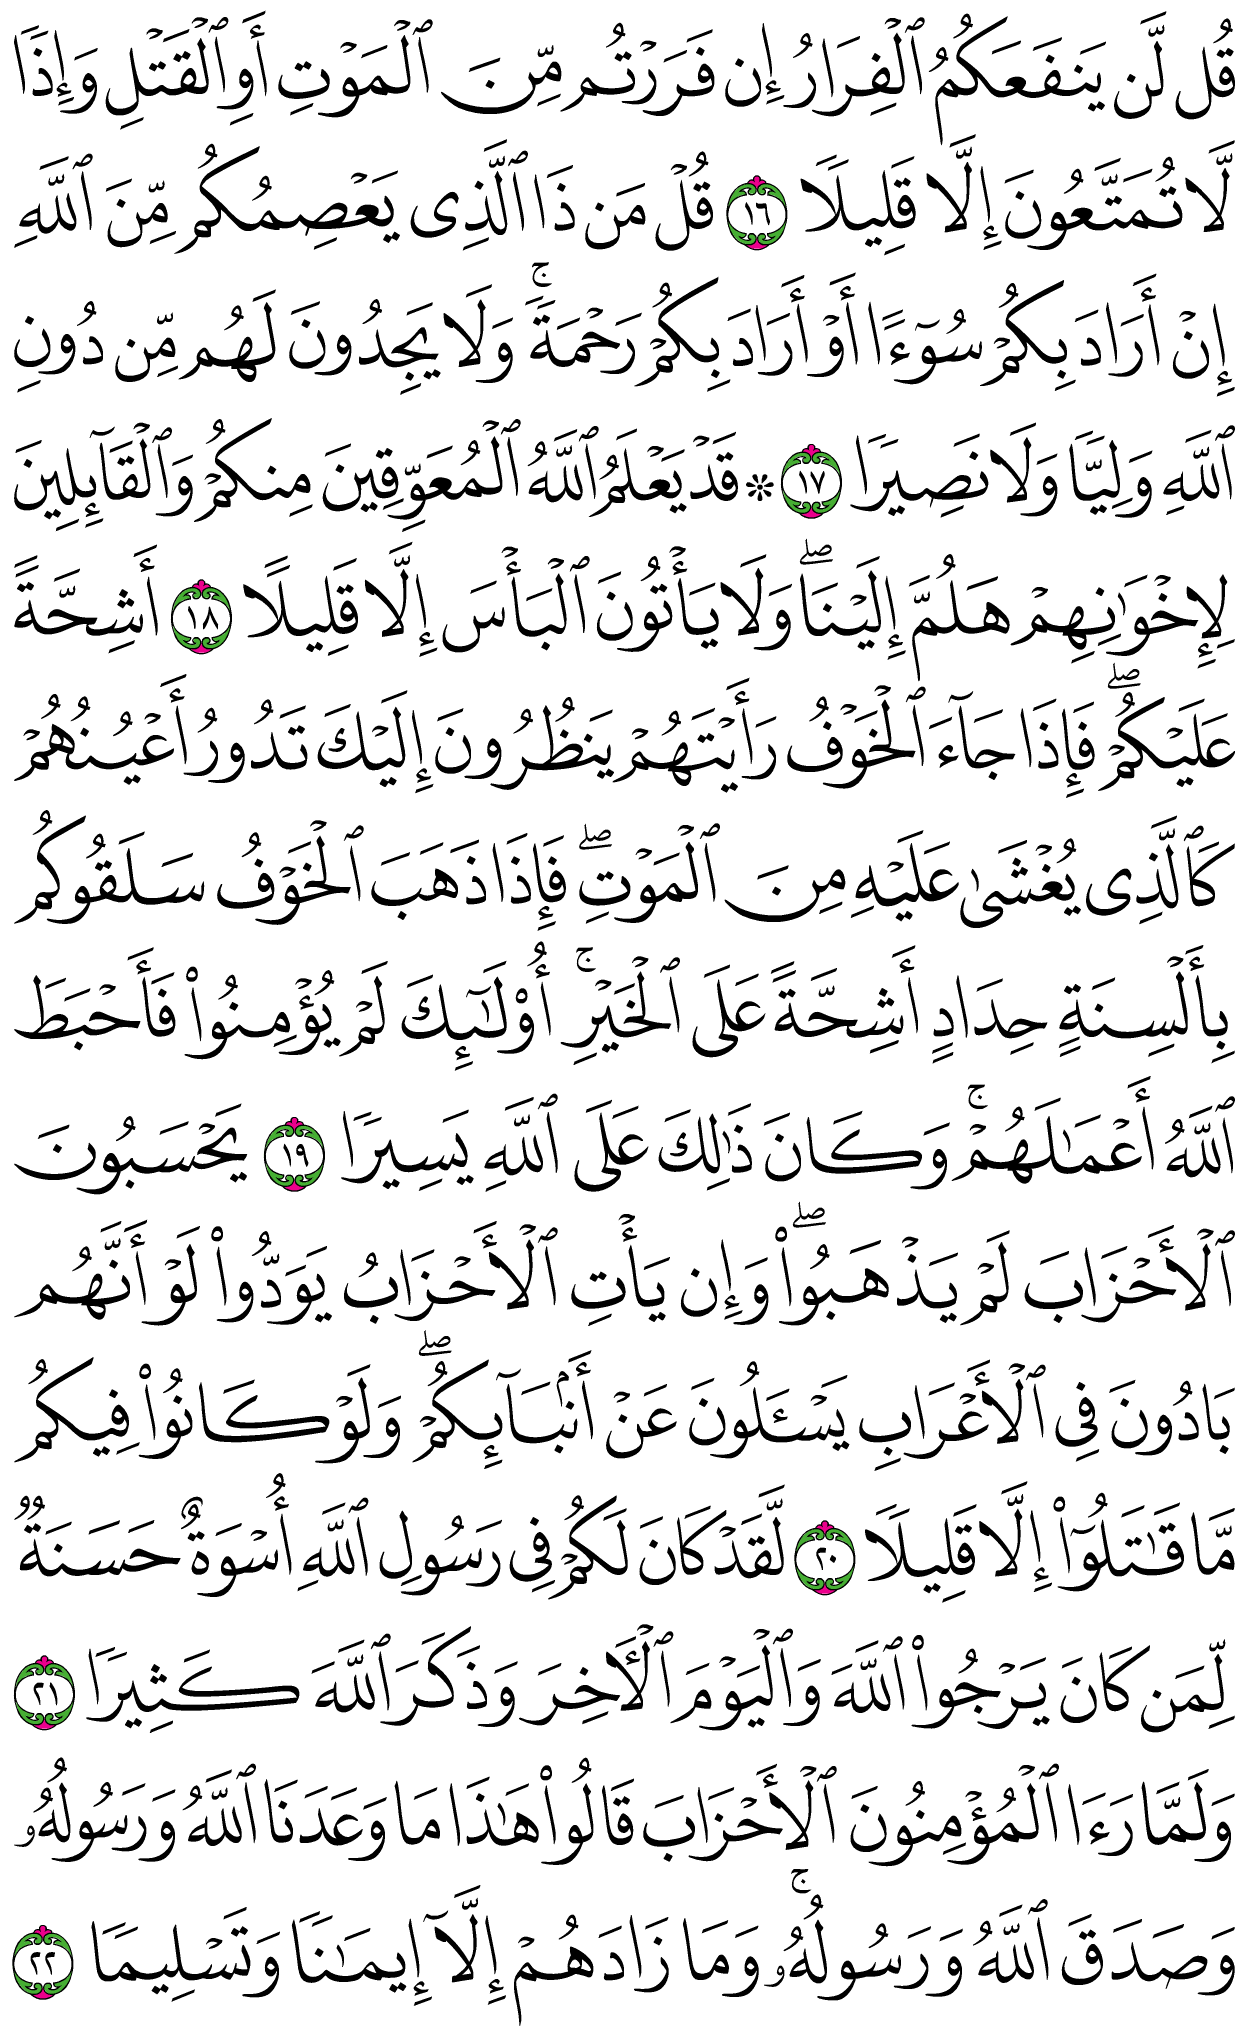 قُل لَّن يَنفَعَكُمُ ٱلْفِرَارُ إِن فَرَرْتُم مِّنَ ٱلْمَوْتِ أَوِ ٱلْقَتْلِ وَإِذًا
لَّا تُمَتَّعُونَ إِلَّا قَلِيلًا ١٦ قُلْ مَن ذَا ٱلَّذِى يَعْصِمُكُم مِّنَ ٱللَّهِ
إِنْ أَرَادَ بِكُمْ سُوٓءًا أَوْ أَرَادَ بِكُمْ رَحْمَةً ۚ وَلَا يَجِدُونَ لَهُم مِّن دُونِ
ٱللَّهِ وَلِيًّا وَلَا نَصِيرًا ١٧ ۞ قَدْ يَعْلَمُ ٱللَّهُ ٱلْمُعَوِّقِينَ مِنكُمْ وَٱلْقَآئِلِينَ
لِإِخْوَٰنِهِمْ هَلُمَّ إِلَيْنَا ۖ وَلَا يَأْتُونَ ٱلْبَأْسَ إِلَّا قَلِيلًا ١٨ أَشِحَّةً
عَلَيْكُمْ ۖ فَإِذَا جَآءَ ٱلْخَوْفُ رَأَيْتَهُمْ يَنظُرُونَ إِلَيْكَ تَدُورُ أَعْيُنُهُمْ
كَٱلَّذِى يُغْشَىٰ عَلَيْهِ مِنَ ٱلْمَوْتِ ۖ فَإِذَا ذَهَبَ ٱلْخَوْفُ سَلَقُوكُم
بِأَلْسِنَةٍ حِدَادٍ أَشِحَّةً عَلَى ٱلْخَيْرِ ۚ أُو۟لَٰٓئِكَ لَمْ يُؤْمِنُوا۟ فَأَحْبَطَ
ٱللَّهُ أَعْمَٰلَهُمْ ۚ وَكَانَ ذَٰلِكَ عَلَى ٱللَّهِ يَسِيرًا ١٩ يَحْسَبُونَ
ٱلْأَحْزَابَ لَمْ يَذْهَبُوا۟ ۖ وَإِن يَأْتِ ٱلْأَحْزَابُ يَوَدُّوا۟ لَوْ أَنَّهُم
بَادُونَ فِى ٱلْأَعْرَابِ يَسْـَٔلُونَ عَنْ أَنۢبَآئِكُمْ ۖ وَلَوْ كَانُوا۟ فِيكُم
مَّا قَٰتَلُوٓا۟ إِلَّا قَلِيلًا ٢٠ لَّقَدْ كَانَ لَكُمْ فِى رَسُولِ ٱللَّهِ أُسْوَةٌ حَسَنَةٌ
لِّمَن كَانَ يَرْجُوا۟ ٱللَّهَ وَٱلْيَوْمَ ٱلْءَاخِرَ وَذَكَرَ ٱللَّهَ كَثِيرًا ٢١
وَلَمَّا رَءَا ٱلْمُؤْمِنُونَ ٱلْأَحْزَابَ قَالُوا۟ هَٰذَا مَا وَعَدَنَا ٱللَّهُ وَرَسُولُهُۥ
وَصَدَقَ ٱللَّهُ وَرَسُولُهُۥ ۚ وَمَا زَادَهُمْ إِلَّآ إِيمَٰنًا وَتَسْلِيمًا ٢٢